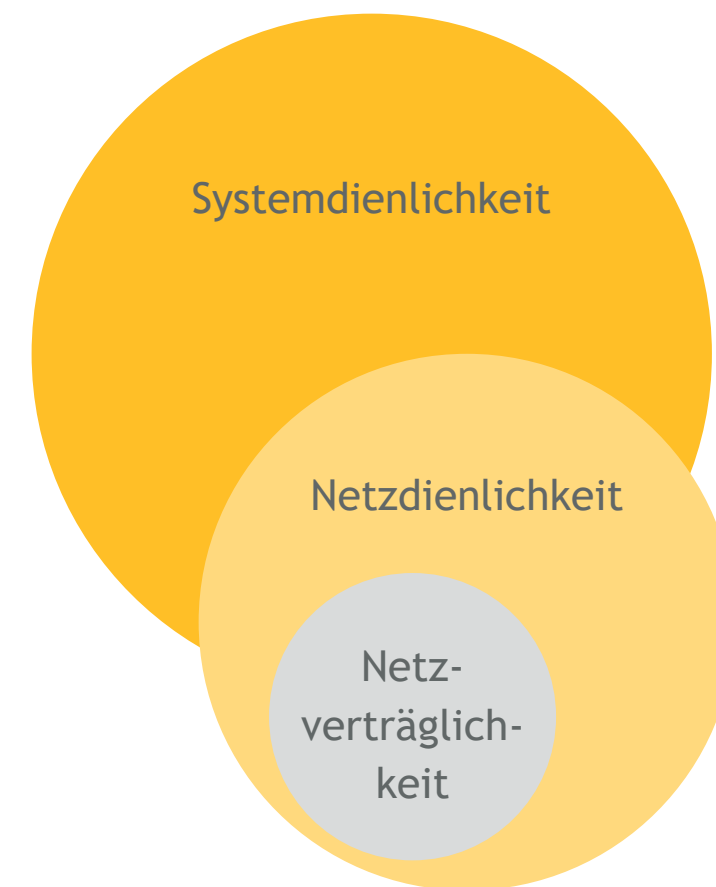 Systemdienlichkeit
Netzdienlichkeit
Netz-
verträglich-
keit